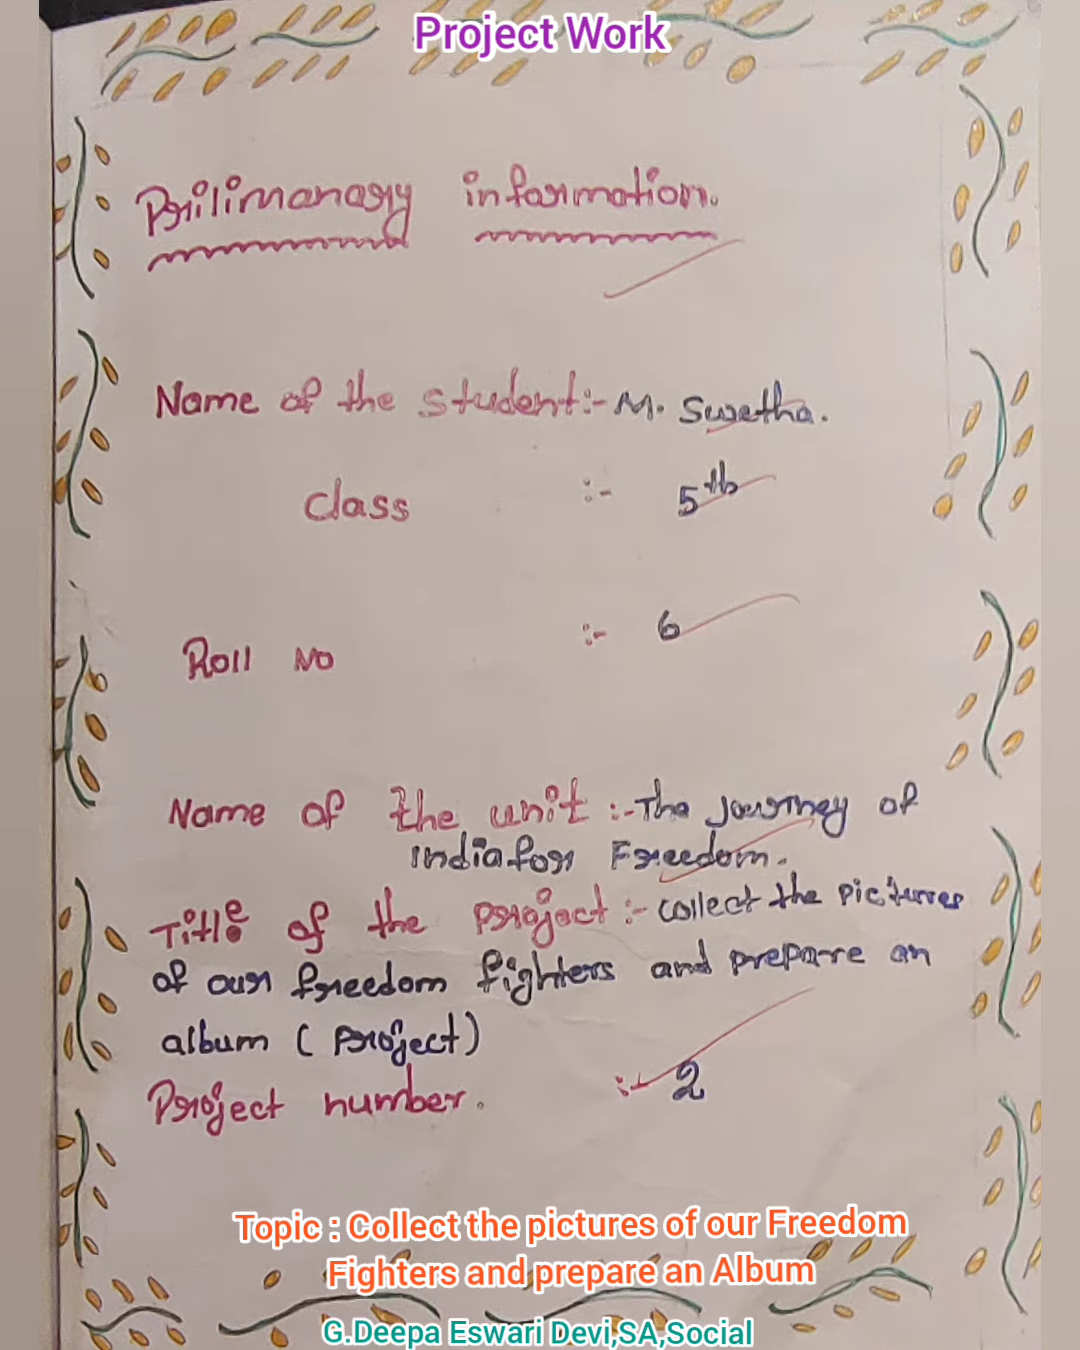 Project Work
Prilimanary information.
Name of the student:- M. Swetha.
class :- 5th
Roll No :- 6
Name of the unit :- The Journey of
India for Freedom.
Title of the project :- collect the pictures
of our freedom fighters and prepare an
album ( project)
Project number. :- 2
Topic : Collect the pictures of our Freedom
Fighters and prepare an Album
G.Deepa Eswari Devi,SA,Social